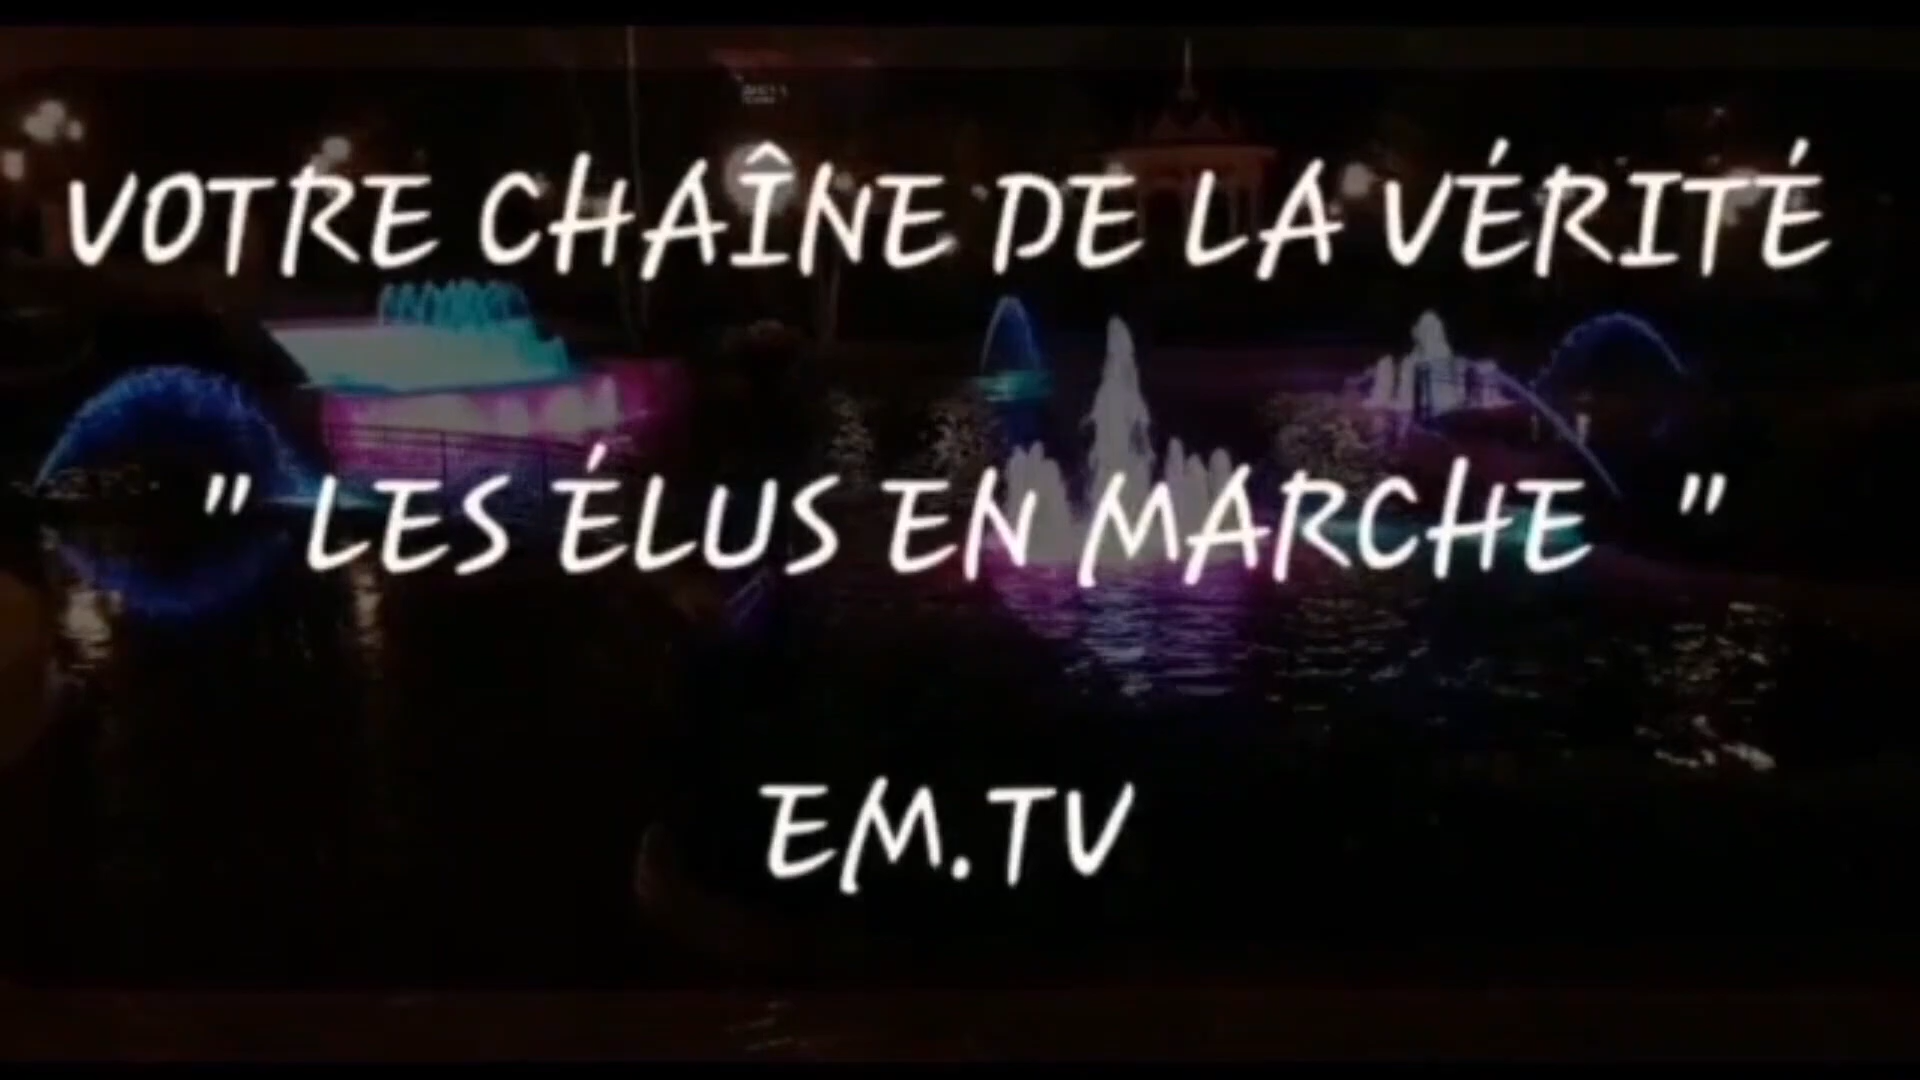 VOTRE CHAÎNE DE LA VÉRITÉ
" LES ÉLUS EN MARCHE "
EM.TV